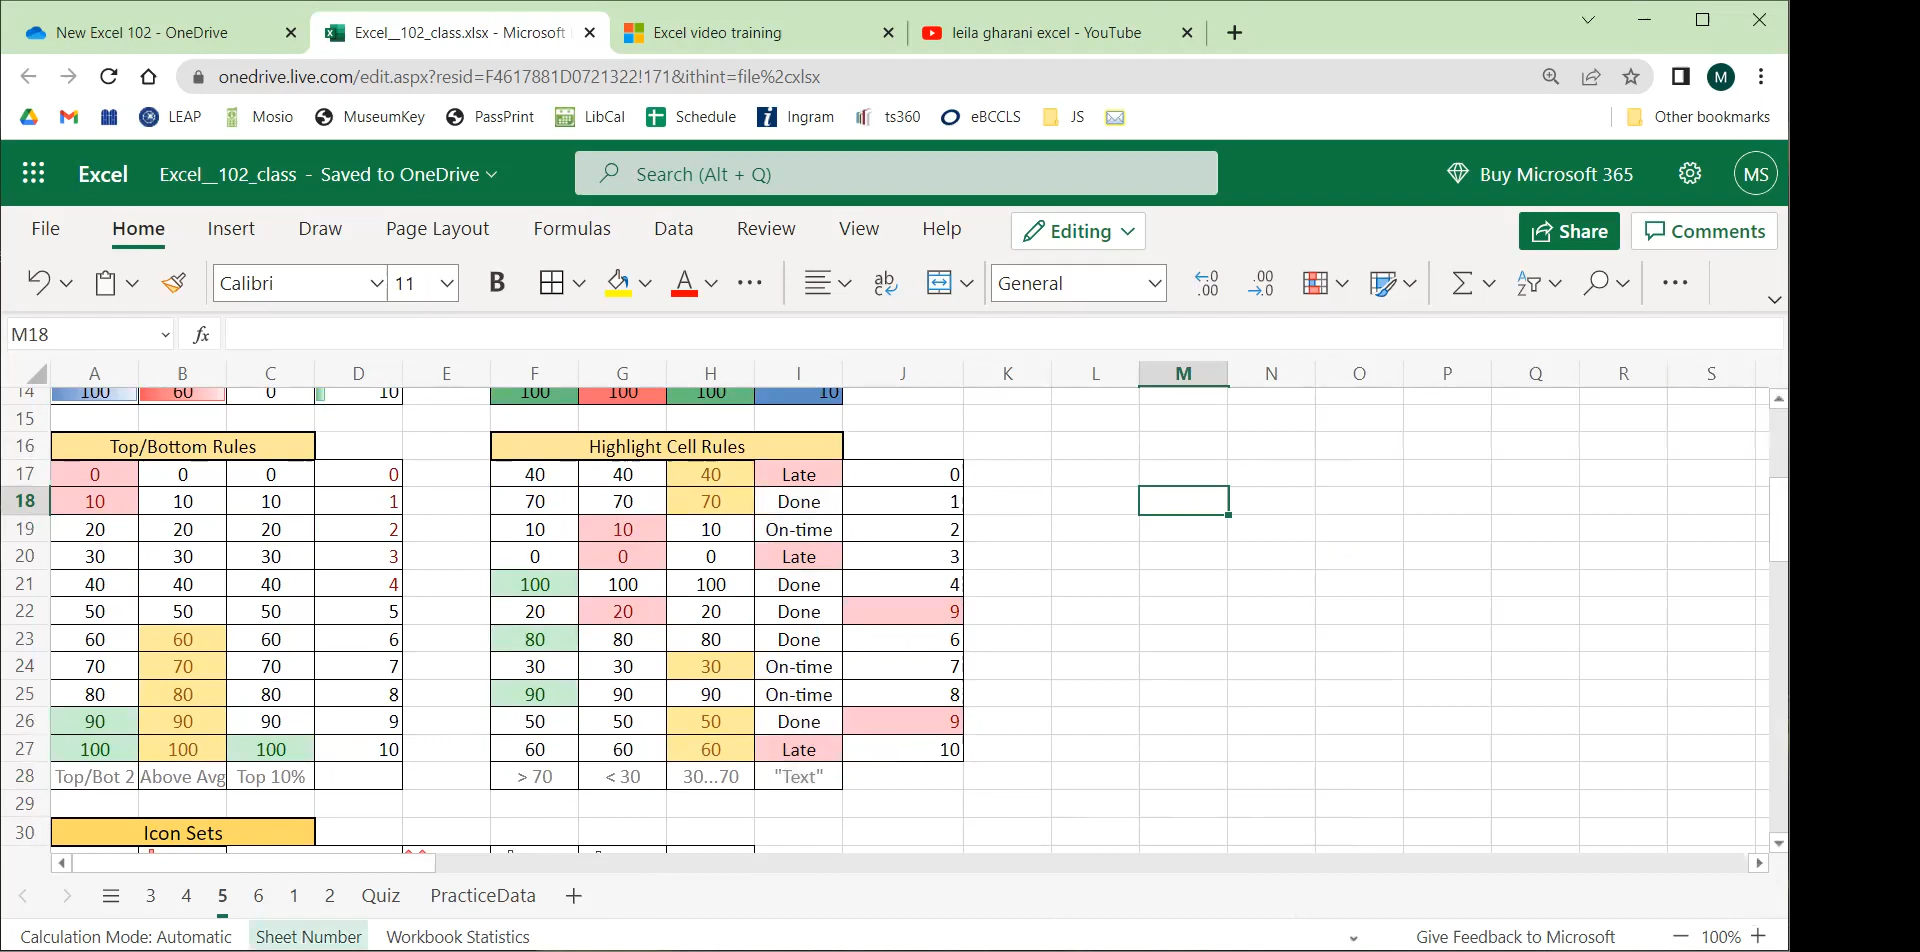 New Excel 102 - OneDrive
Excel__102_class.xlsx - Microsoft
Excel video training
leila gharani excel - YouTube
onedrive.live.com/edit.aspx?resid=F4617881D0721322!171&ithint=file%2cxlsx
M
LEAP Mosio MuseumKey PassPrint LibCal Schedule Ingram ts360 eBCCLS JS Other bookmarks
Excel Excel__102_class - Saved to OneDrive Search (Alt + Q) Buy Microsoft 365 MS
File Home Insert Draw Page Layout Formulas Data Review View Help Editing Share Comments
Calibri 11 B A ab General
M18 fx
A B C D E F G H I J K L M N O P Q R S
14 100 60 0 10 100 100 100 10
15
16 Top/Bottom Rules Highlight Cell Rules
17 0 0 0 0 40 40 40 Late 0
18 10 10 10 1 70 70 70 Done 1
19 20 20 20 2 10 10 10 On-time 2
20 30 30 30 3 0 0 0 Late 3
21 40 40 40 4 100 100 100 Done 4
22 50 50 50 5 20 20 20 Done 9
23 60 60 60 6 80 80 80 Done 6
24 70 70 70 7 30 30 30 On-time 7
25 80 80 80 8 90 90 90 On-time 8
26 90 90 90 9 50 50 50 Done 9
27 100 100 100 10 60 60 60 Late 10
28 Top/Bot 2 Above Avg Top 10% > 70 < 30 30...70 "Text"
29
30 Icon Sets
3 4 5 6 1 2 Quiz PracticeData
Calculation Mode: Automatic Sheet Number Workbook Statistics Give Feedback to Microsoft 100%